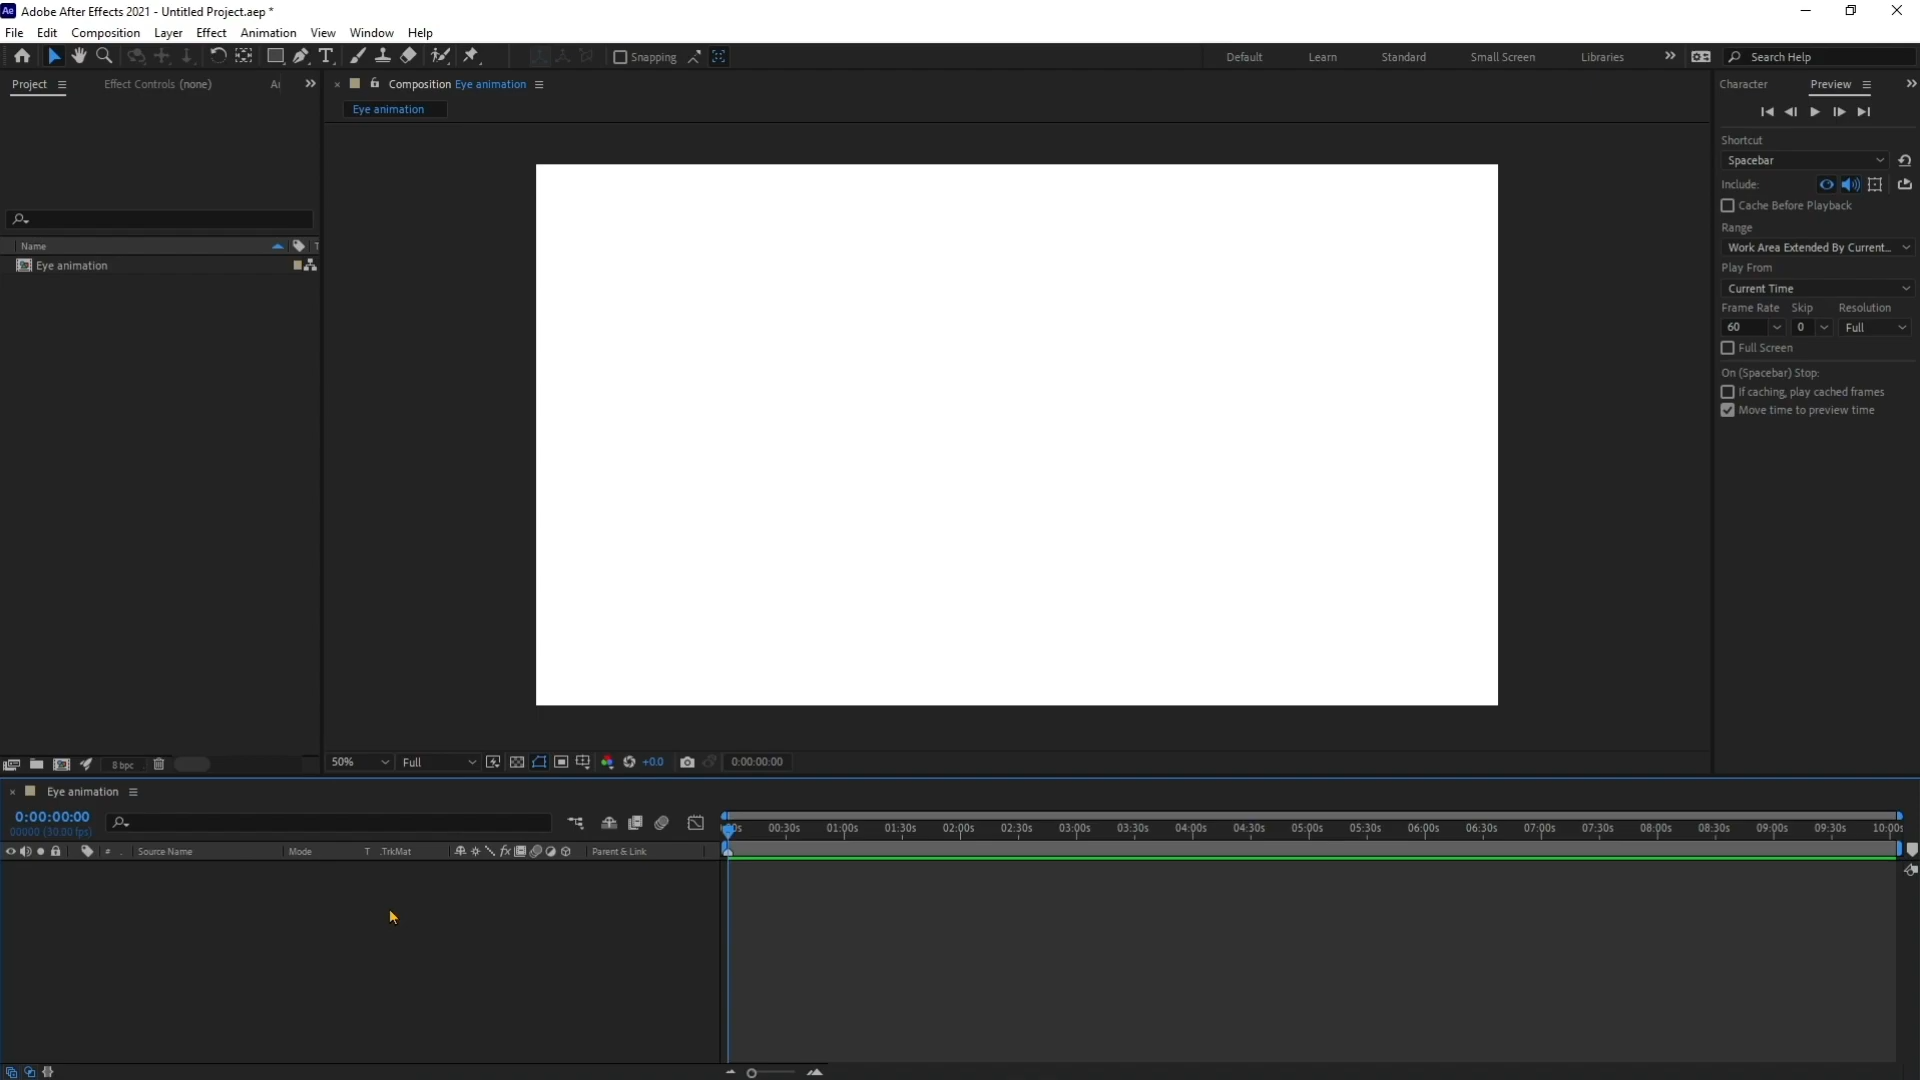 Ae Adobe After Effects 2021 - Untitled Project.aep *
File Edit Composition Layer Effect Animation View Window Help
Snapping Default Learn Standard Small Screen Libraries Search Help
Project Effect Controls (none) Composition Eye animation Character Preview
Eye animation
Shortcut
Spacebar
Include:
Cache Before Playback
Range
Name Work Area Extended By Current...
Eye animation Play From
Current Time
Frame Rate Skip Resolution
60 0 Full
Full Screen
On (Spacebar) Stop:
If caching, play cached frames
Move time to preview time
8 bpc 50% Full +0.0 0:00:00:00
Eye animation
0:00:00:00
00000 (30.00 fps) 00:30s 01:00s 01:30s 02:00s 02:30s 03:00s 03:30s 04:00s 04:30s 05:00s 05:30s 06:00s 06:30s 07:00s 07:30s 08:00s 08:30s 09:00s 09:30s 10:00s
# Source Name Mode T .TrkMat fx Parent & Link